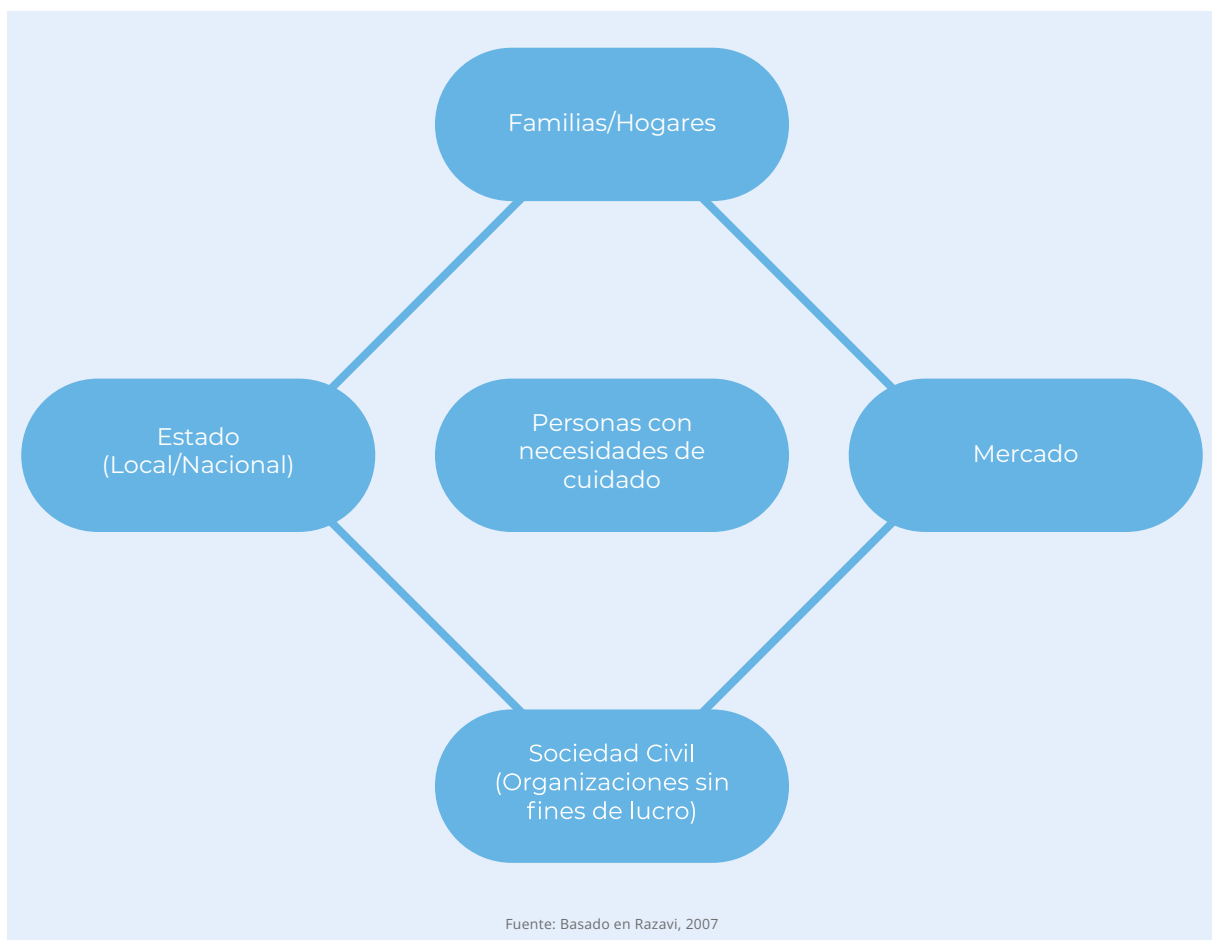 Familias/Hogares
Estado
(Local/Nacional)
Personas con
necesidades de
cuidado
Mercado
Sociedad Civil
(Organizaciones sin
fines de lucro)
Fuente: Basado en Razavi, 2007